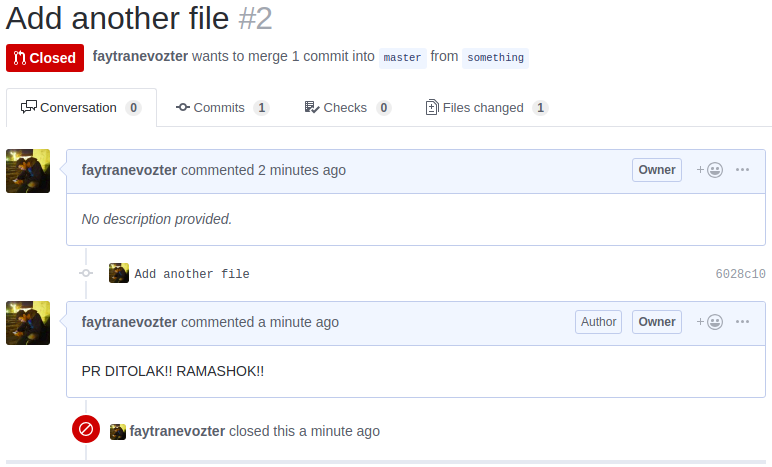 Add another file #2
Closed faytranevozter wants to merge 1 commit into master from something
Conversation 0 Commits 1 Checks 0 Files changed 1
faytranevozter commented 2 minutes ago Owner +
No description provided.
Add another file 6028c10
faytranevozter commented a minute ago Author Owner +
PR DITOLAK!! RAMASHOK!!
faytranevozter closed this a minute ago